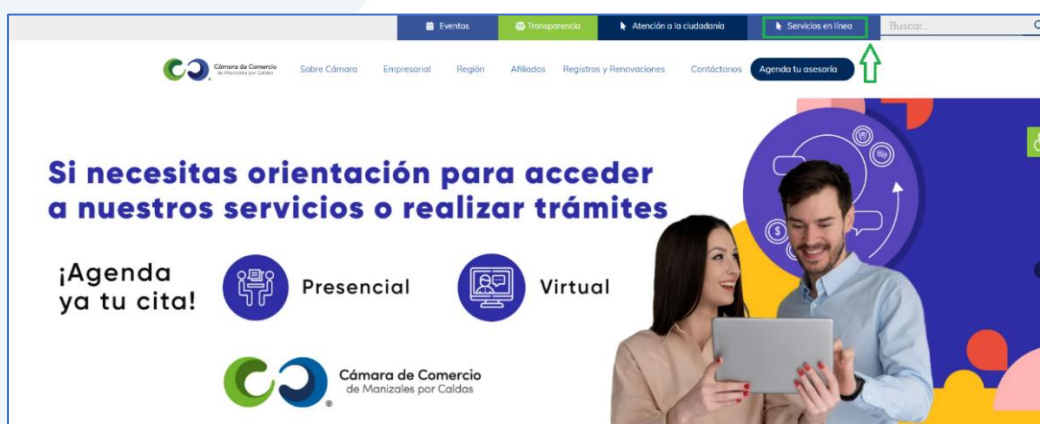 Eventos
Transparencia
Atención a la ciudadanía
Servicios en línea
Buscar...
Cámara de Comercio
de Manizales por Caldas
Sobre Cámara
Empresarial
Región
Afiliados
Registros y Renovaciones
Contáctanos
Agenda tu asesoría
Si necesitas orientación para acceder
a nuestros servicios o realizar trámites
¡Agenda
ya tu cita!
Presencial
Virtual
Cámara de Comercio
de Manizales por Caldas